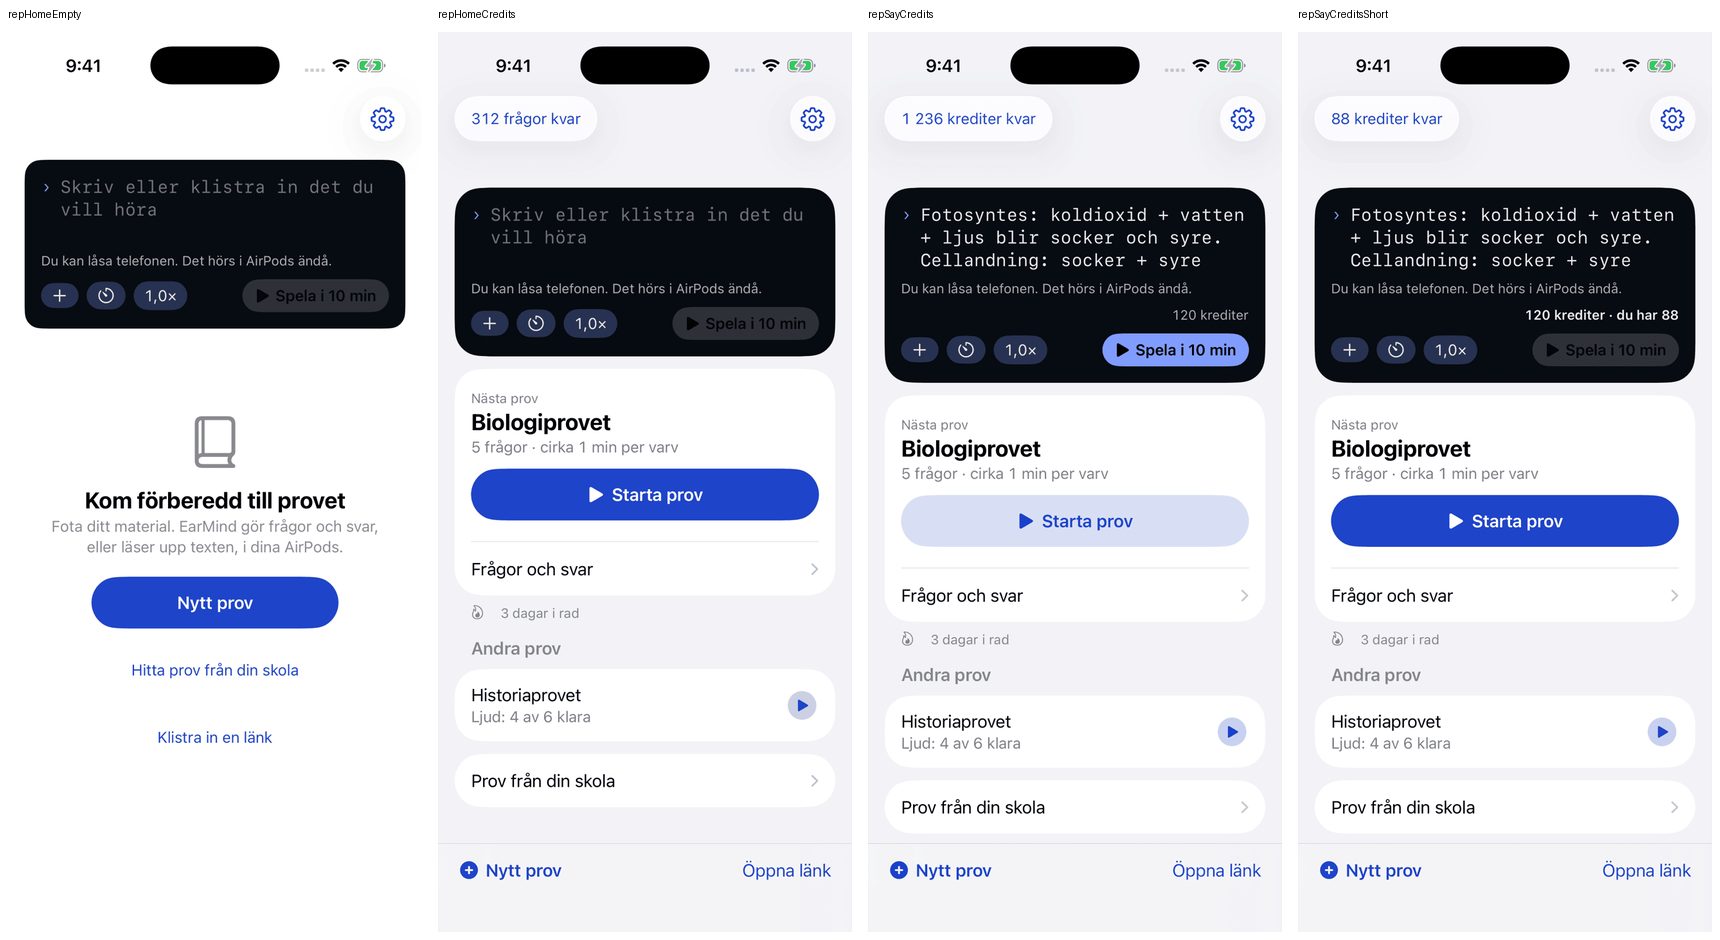 repHomeEmpty
9:41
› Skriv eller klistra in det du
vill höra
Du kan låsa telefonen. Det hörs i AirPods ändå.
1,0×
Spela i 10 min
Kom förberedd till provet
Fota ditt material. EarMind gör frågor och svar,
eller läser upp texten, i dina AirPods.
Nytt prov
Hitta prov från din skola
Klistra in en länk
repHomeCredits
9:41
312 frågor kvar
› Skriv eller klistra in det du
vill höra
Du kan låsa telefonen. Det hörs i AirPods ändå.
1,0×
Spela i 10 min
Nästa prov
Biologiprovet
5 frågor · cirka 1 min per varv
Starta prov
Frågor och svar
3 dagar i rad
Andra prov
Historiaprovet
Ljud: 4 av 6 klara
Prov från din skola
Nytt prov
Öppna länk
repSayCredits
9:41
1 236 krediter kvar
› Fotosyntes: koldioxid + vatten
+ ljus blir socker och syre.
Cellandning: socker + syre
Du kan låsa telefonen. Det hörs i AirPods ändå.
120 krediter
1,0×
Spela i 10 min
Nästa prov
Biologiprovet
5 frågor · cirka 1 min per varv
Starta prov
Frågor och svar
3 dagar i rad
Andra prov
Historiaprovet
Ljud: 4 av 6 klara
Prov från din skola
Nytt prov
Öppna länk
repSayCreditsShort
9:41
88 krediter kvar
› Fotosyntes: koldioxid + vatten
+ ljus blir socker och syre.
Cellandning: socker + syre
Du kan låsa telefonen. Det hörs i AirPods ändå.
120 krediter · du har 88
1,0×
Spela i 10 min
Nästa prov
Biologiprovet
5 frågor · cirka 1 min per varv
Starta prov
Frågor och svar
3 dagar i rad
Andra prov
Historiaprovet
Ljud: 4 av 6 klara
Prov från din skola
Nytt prov
Öppna länk